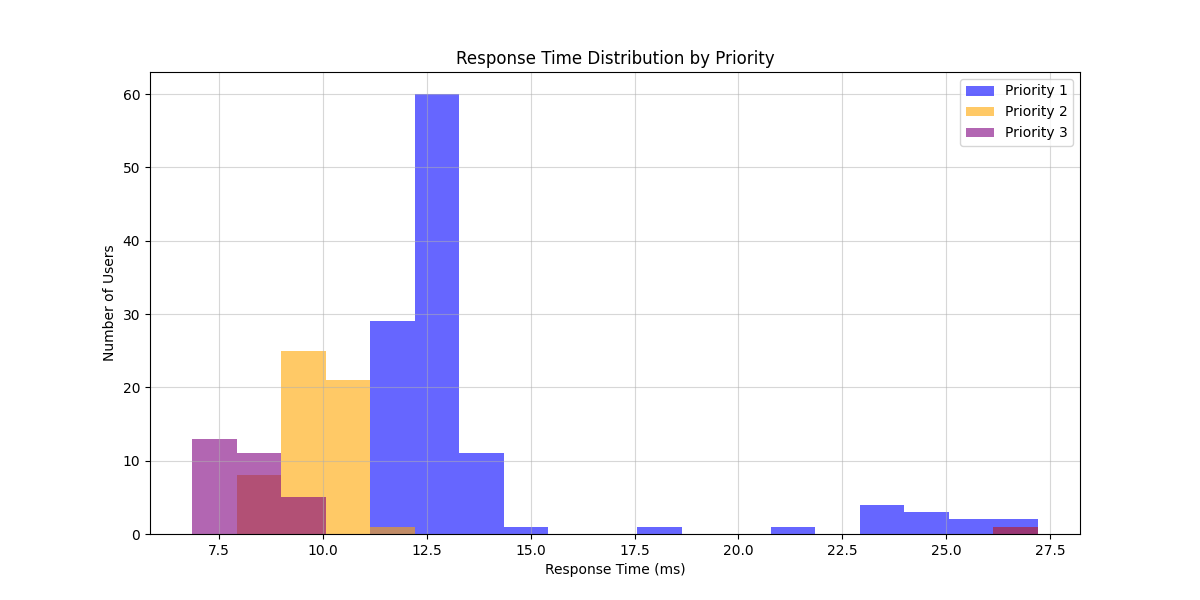 Response Time Distribution by Priority
Priority 1
Priority 2
Priority 3
Number of Users
60
50
40
30
20
10
0
7.5 10.0 12.5 15.0 17.5 20.0 22.5 25.0 27.5
Response Time (ms)